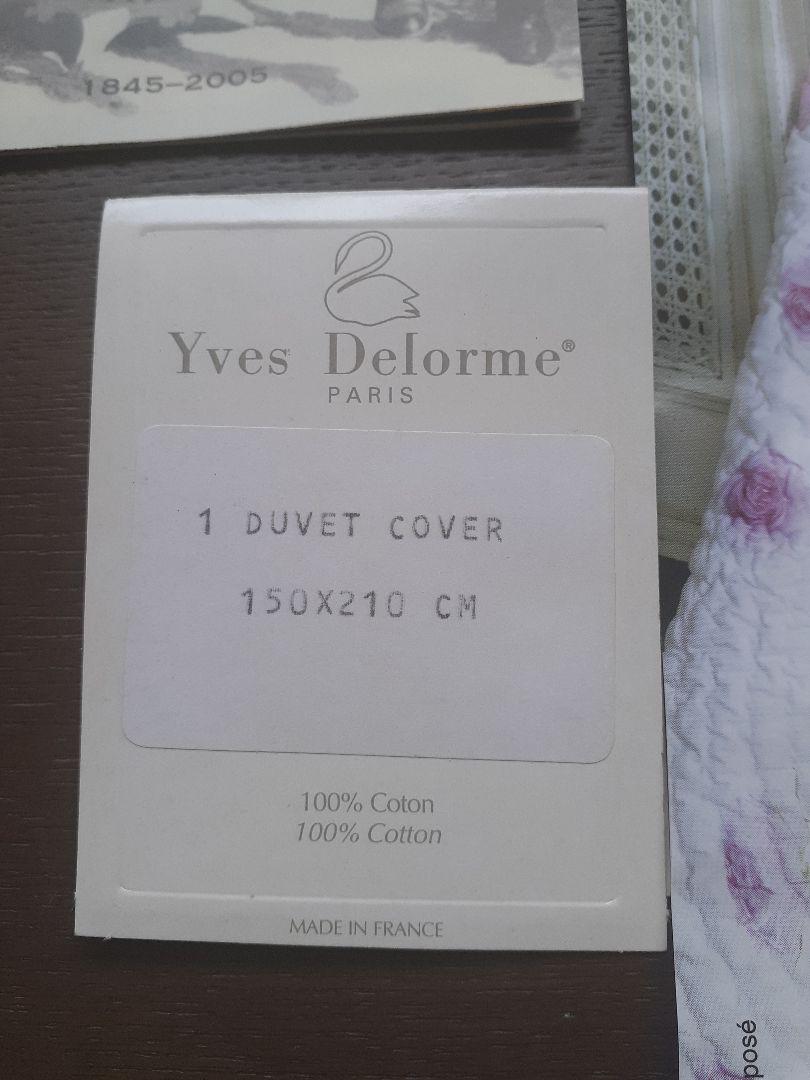 1845-2005
Yves Delorme®
PARIS
1 DUVET COVER
150X210 CM
100% Coton
100% Cotton
MADE IN FRANCE
posé